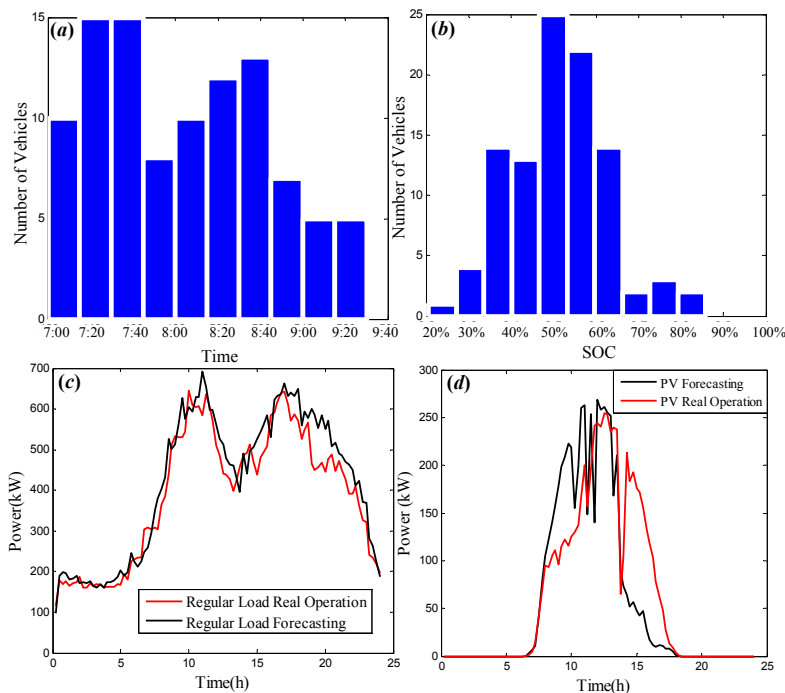 (a)
15
10
5
0
Number of Vehicles
7:00 7:20 7:40 8:00 8:20 8:40 9:00 9:20 9:40
Time
(b)
25
20
15
10
5
0
Number of Vehicles
20% 30% 40% 50% 60% 70% 80% 90% 100%
SOC
(c)
700
600
500
400
300
200
100
0
Power(kW)
Regular Load Real Operation
Regular Load Forecasting
0 5 10 15 20 25
Time(h)
(d)
300
250
200
150
100
50
0
Power (kW)
PV Forecasting
PV Real Operation
0 5 10 15 20 25
Time(h)